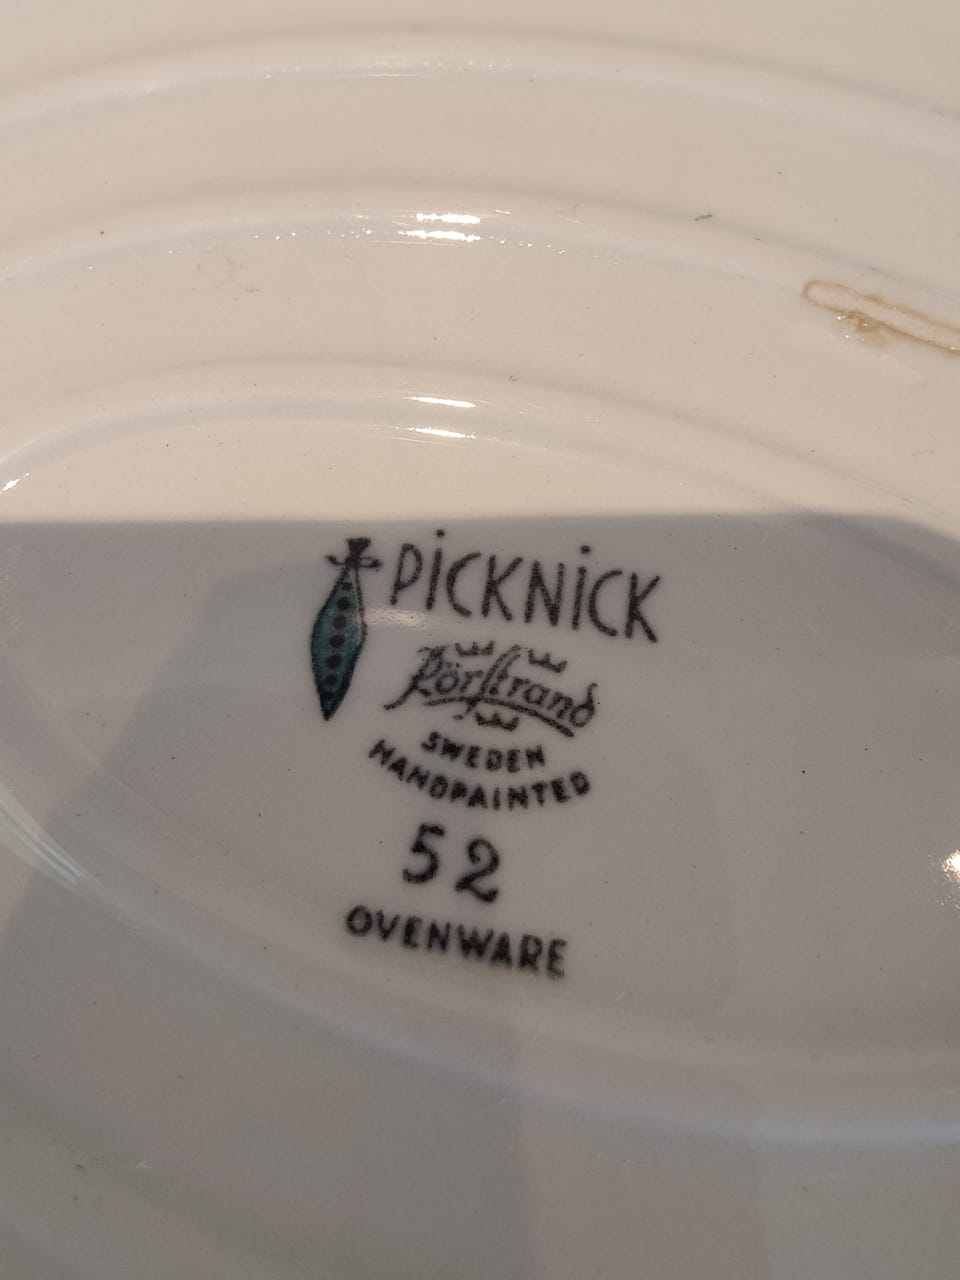 PiCKNiCK
Rörstrand
SWEDEN
HANDPAINTED
52
OVENWARE